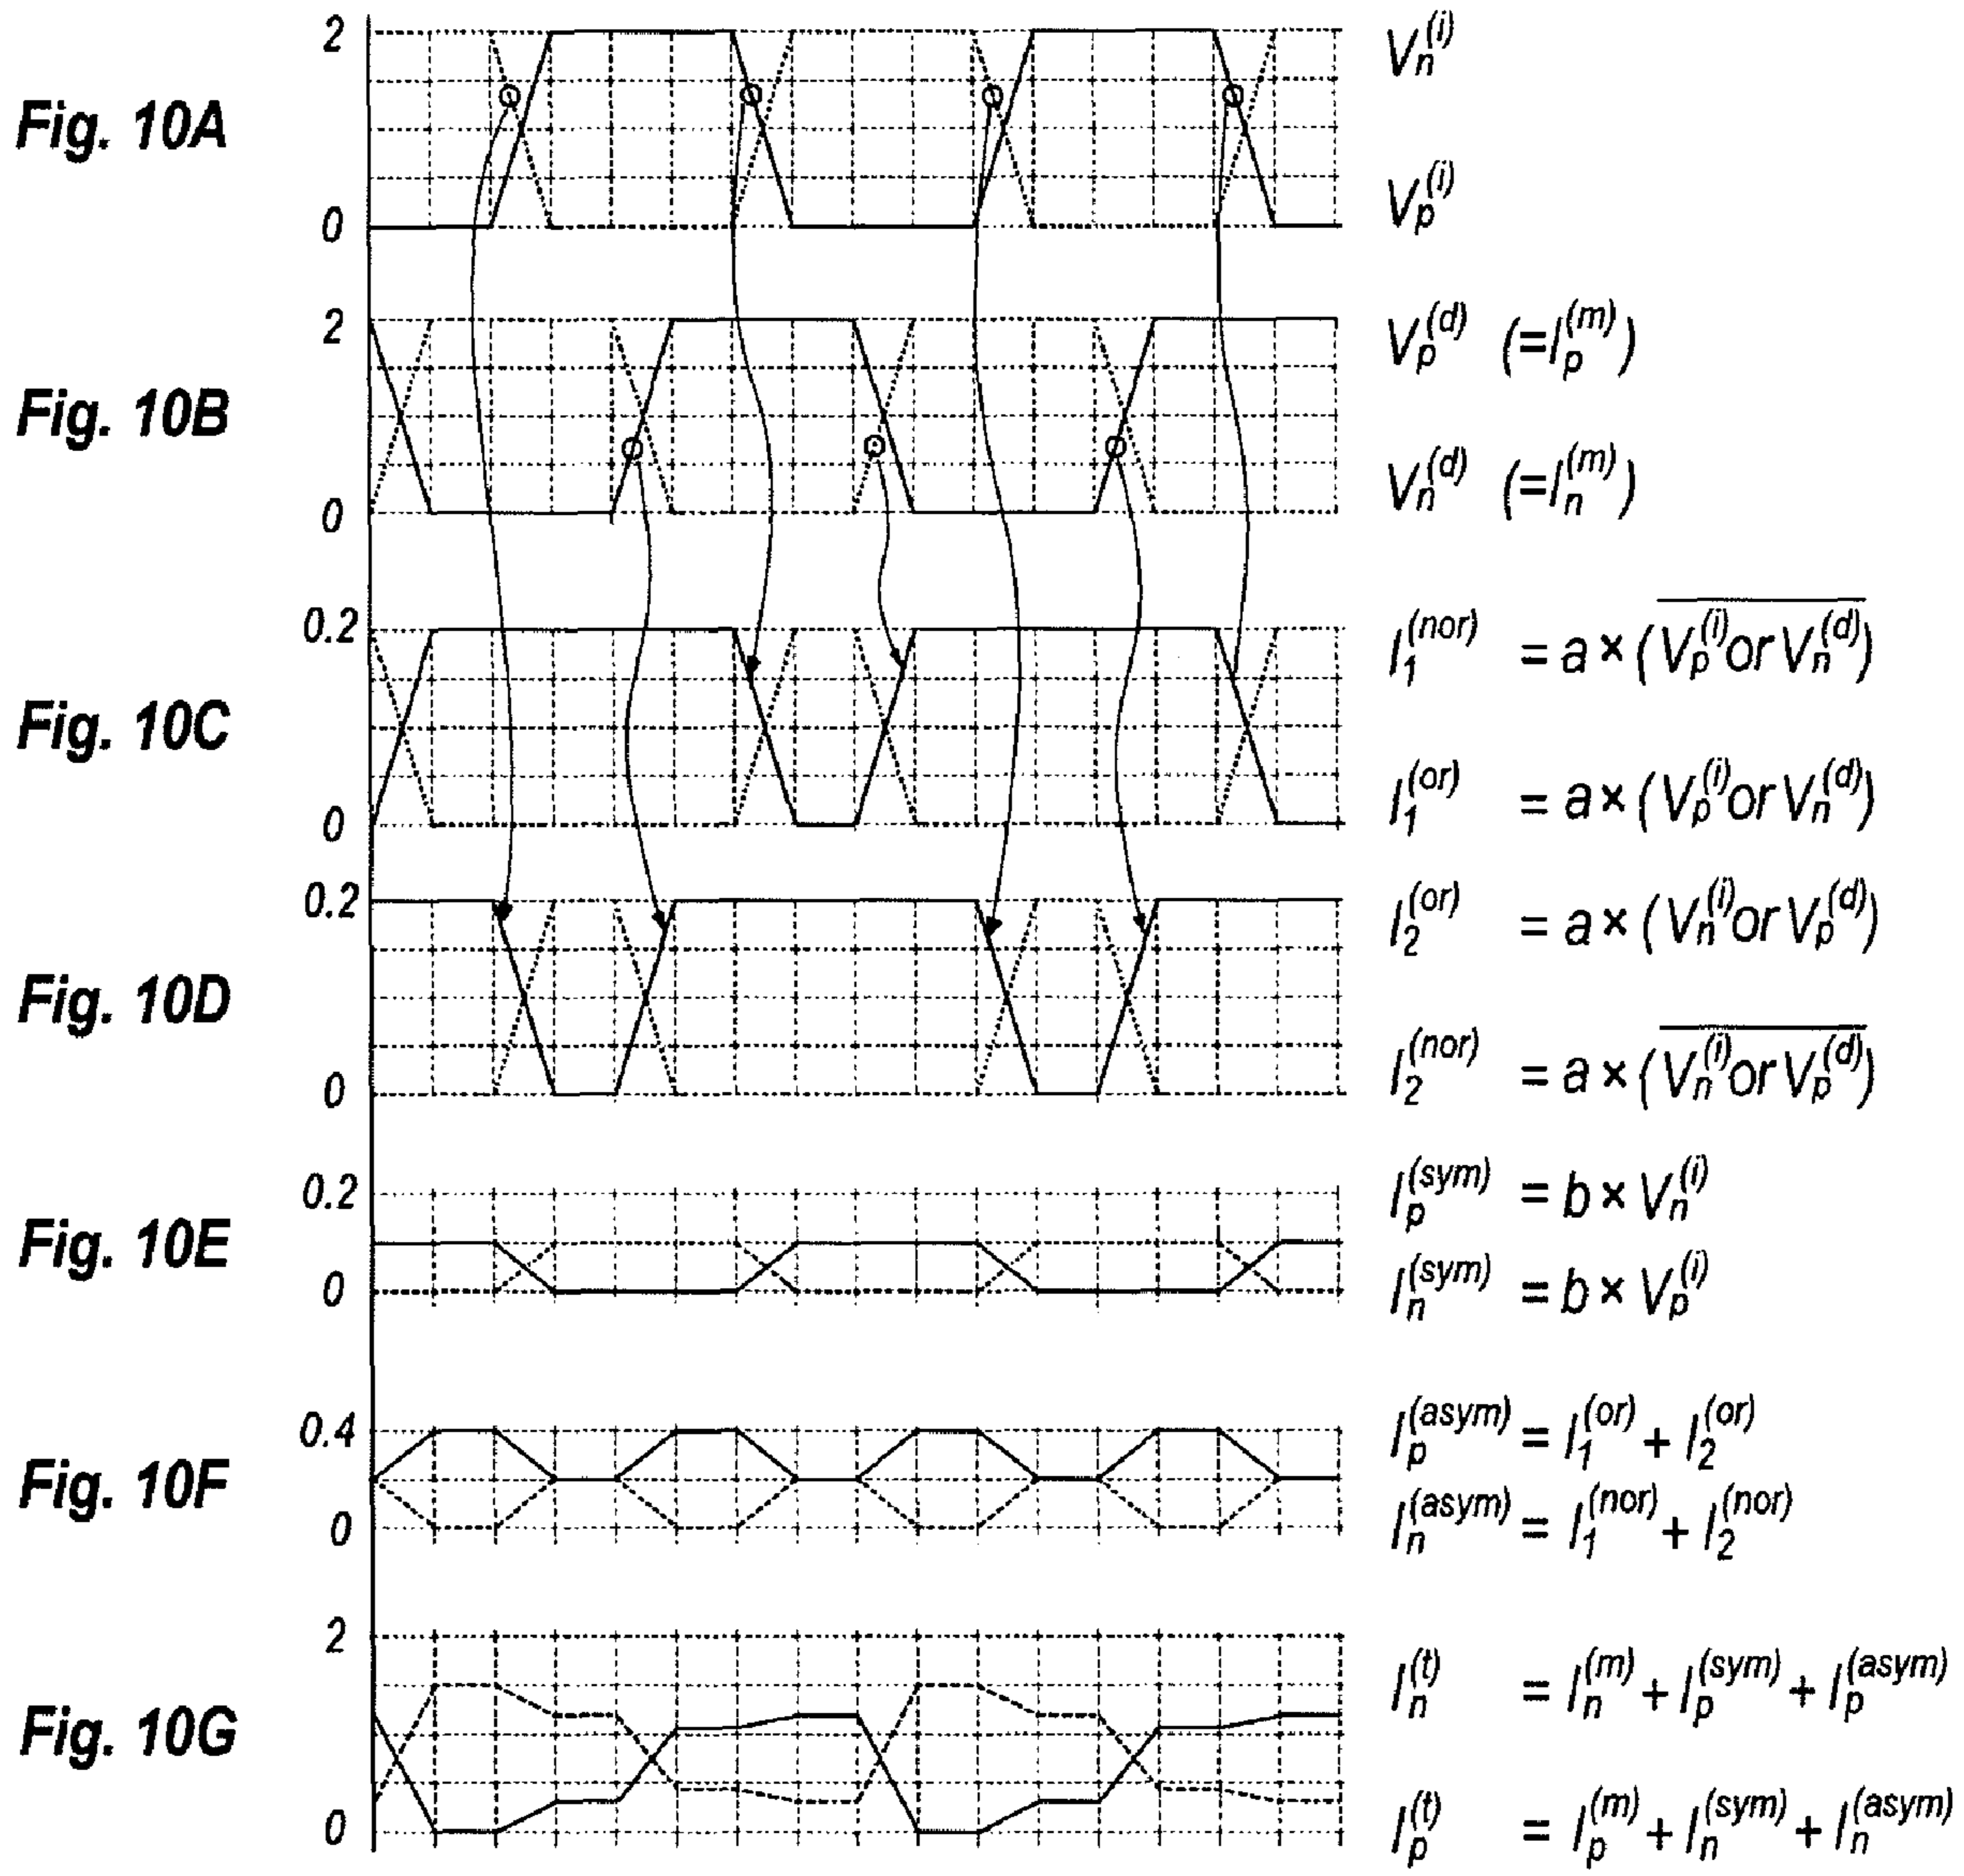 Fig. 10A
2
0
V_n^(i)
V_p^(i)
Fig. 10B
2
0
V_p^(d) (=I_p^(m))
V_n^(d) (=I_n^(m))
Fig. 10C
0.2
0
I_1^(nor) = a × (\overline{V_p^(i) or V_n^(d)})
I_1^(or) = a × (V_p^(i) or V_n^(d))
Fig. 10D
0.2
0
I_2^(or) = a × (V_n^(i) or V_p^(d))
I_2^(nor) = a × (\overline{V_n^(i) or V_p^(d)})
Fig. 10E
0.2
0
I_p^(sym) = b × V_n^(i)
I_n^(sym) = b × V_p^(i)
Fig. 10F
0.4
0
I_p^(asym) = I_1^(or) + I_2^(or)
I_n^(asym) = I_1^(nor) + I_2^(nor)
Fig. 10G
2
0
I_n^(t) = I_n^(m) + I_p^(sym) + I_p^(asym)
I_p^(t) = I_p^(m) + I_n^(sym) + I_n^(asym)